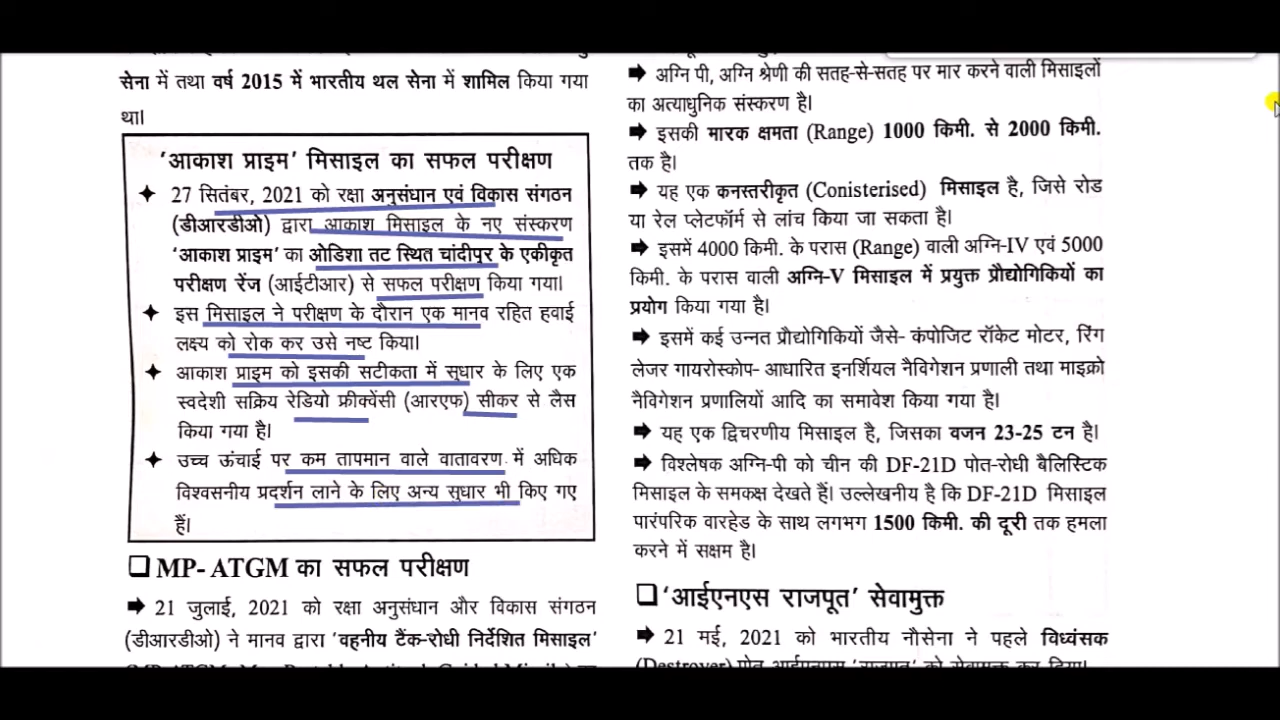 सेना में तथा वर्ष 2015 में भारतीय थल सेना में शामिल किया गया
था।
'आकाश प्राइम' मिसाइल का सफल परीक्षण
✦ 27 सितंबर, 2021 को रक्षा अनुसंधान एवं विकास संगठन
(डीआरडीओ) द्वारा आकाश मिसाइल के नए संस्करण
'आकाश प्राइम' का ओडिशा तट स्थित चांदीपुर के एकीकृत
परीक्षण रेंज (आईटीआर) से सफल परीक्षण किया गया।
✦ इस मिसाइल ने परीक्षण के दौरान एक मानव रहित हवाई
लक्ष्य को रोक कर उसे नष्ट किया।
✦ आकाश प्राइम को इसकी सटीकता में सुधार के लिए एक
स्वदेशी सक्रिय रेडियो फ्रीक्वेंसी (आरएफ) सीकर से लैस
किया गया है।
✦ उच्च ऊंचाई पर कम तापमान वाले वातावरण में अधिक
विश्वसनीय प्रदर्शन लाने के लिए अन्य सुधार भी किए गए
हैं।
❑ MP- ATGM का सफल परीक्षण
➡ 21 जुलाई, 2021 को रक्षा अनुसंधान और विकास संगठन
(डीआरडीओ) ने मानव द्वारा 'वहनीय टैंक-रोधी निर्देशित मिसाइल'
➡ अग्नि पी, अग्नि श्रेणी की सतह-से-सतह पर मार करने वाली मिसाइलों
का अत्याधुनिक संस्करण है।
➡ इसकी मारक क्षमता (Range) 1000 किमी. से 2000 किमी.
तक है।
➡ यह एक कनस्तरीकृत (Conisterised) मिसाइल है, जिसे रोड
या रेल प्लेटफॉर्म से लांच किया जा सकता है।
➡ इसमें 4000 किमी. के परास (Range) वाली अग्नि-IV एवं 5000
किमी. के परास वाली अग्नि-V मिसाइल में प्रयुक्त प्रौद्योगिकियों का
प्रयोग किया गया है।
➡ इसमें कई उन्नत प्रौद्योगिकियों जैसे- कंपोजिट रॉकेट मोटर, रिंग
लेजर गायरोस्कोप- आधारित इनर्शियल नैविगेशन प्रणाली तथा माइक्रो
नैविगेशन प्रणालियों आदि का समावेश किया गया है।
➡ यह एक द्विचरणीय मिसाइल है, जिसका वजन 23-25 टन है।
➡ विश्लेषक अग्नि-पी को चीन की DF-21D पोत-रोधी बैलिस्टिक
मिसाइल के समकक्ष देखते हैं। उल्लेखनीय है कि DF-21D मिसाइल
पारंपरिक वारहेड के साथ लगभग 1500 किमी. की दूरी तक हमला
करने में सक्षम है।
❑ 'आईएनएस राजपूत' सेवामुक्त
➡ 21 मई, 2021 को भारतीय नौसेना ने पहले विध्वंसक
(Destroyer) पोत आईएनएस 'राजपूत' को सेवामुक्त कर दिया।